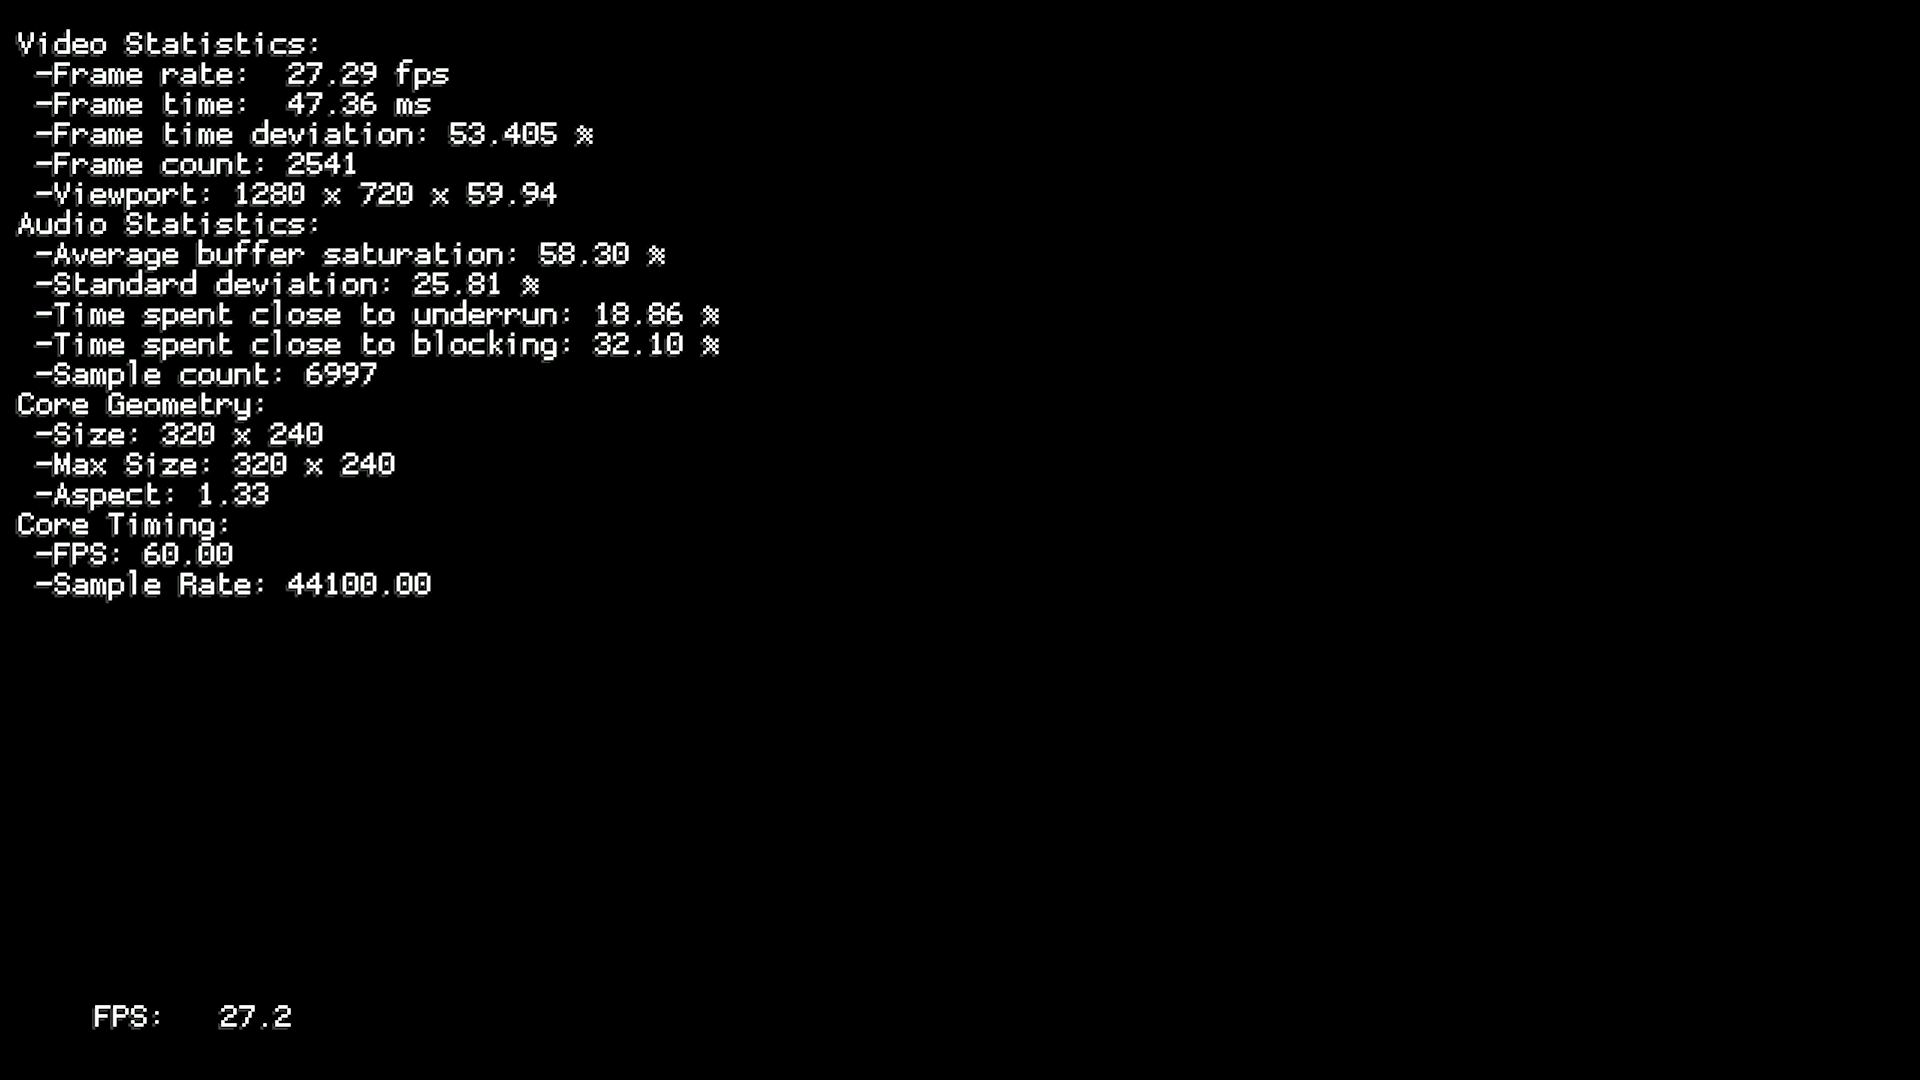 Video Statistics:
-Frame rate: 27.29 fps
-Frame time: 47.36 ms
-Frame time deviation: 53.405 %
-Frame count: 2541
-Viewport: 1280 x 720 x 59.94
Audio Statistics:
-Average buffer saturation: 58.30 %
-Standard deviation: 25.81 %
-Time spent close to underrun: 18.86 %
-Time spent close to blocking: 32.10 %
-Sample count: 6997
Core Geometry:
-Size: 320 x 240
-Max Size: 320 x 240
-Aspect: 1.33
Core Timing:
-FPS: 60.00
-Sample Rate: 44100.00
FPS: 27.2